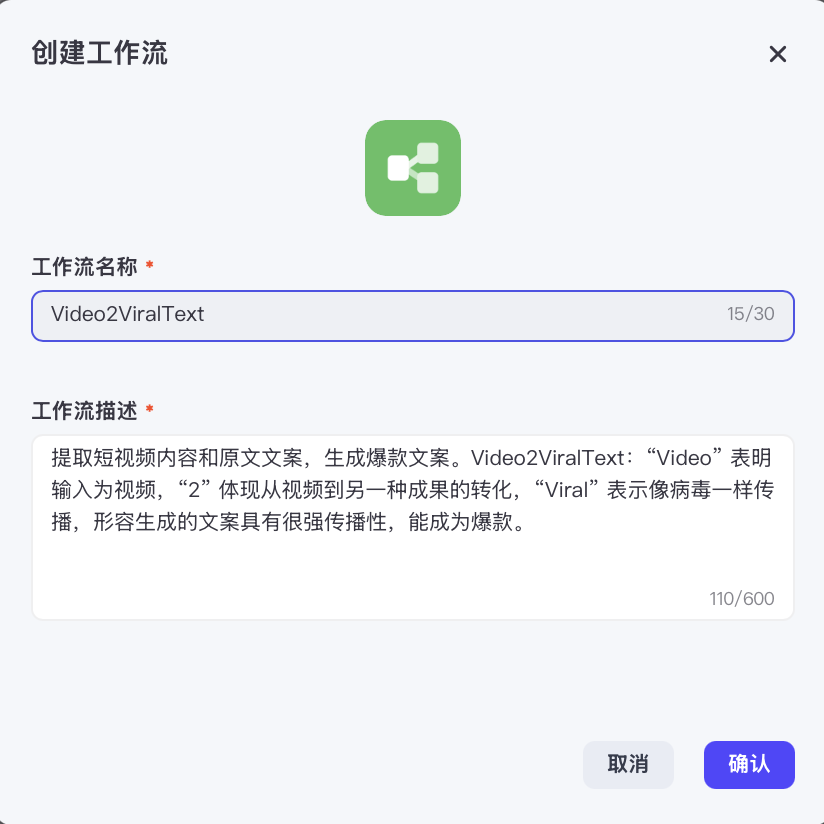 创建工作流
工作流名称 *
Video2ViralText 15/30
工作流描述 *
提取短视频内容和原文文案，生成爆款文案。Video2ViralText：“Video”表明
输入为视频，“2”体现从视频到另一种成果的转化，“Viral”表示像病毒一样传
播，形容生成的文案具有很强传播性，能成为爆款。
110/600
取消 确认